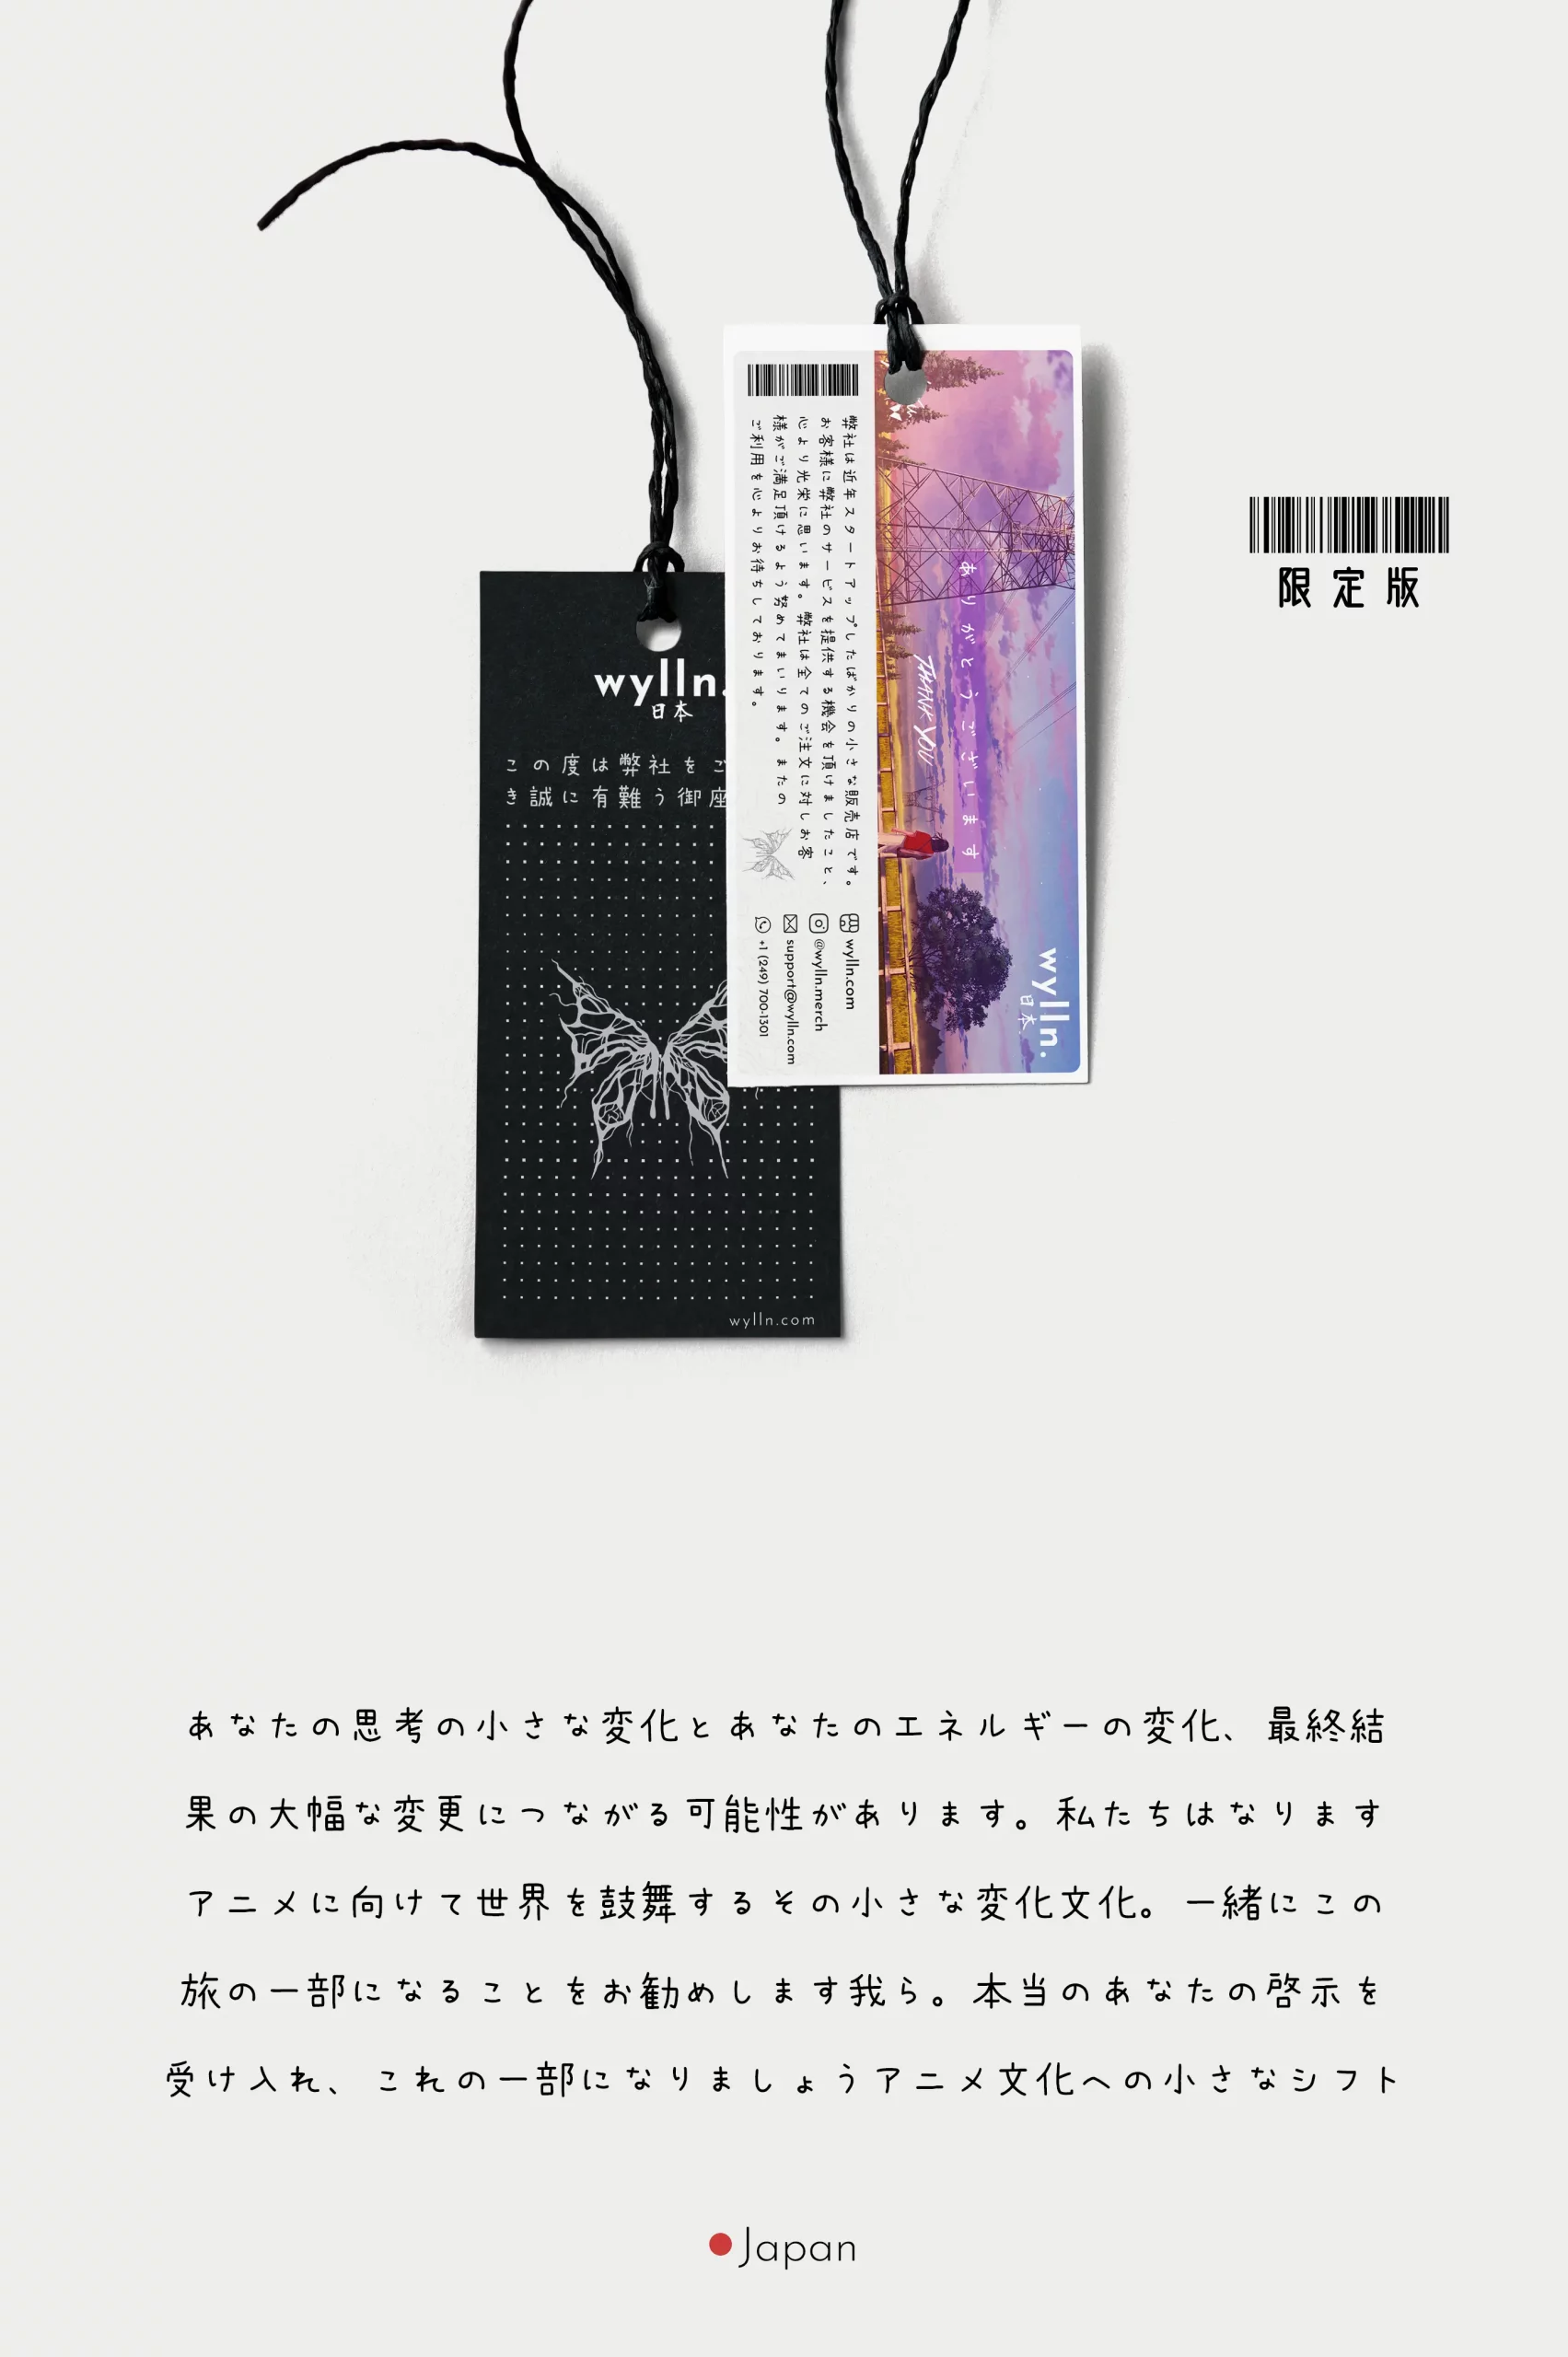 限定版
wylln.
日本
この度は弊社をご
き誠に有難う御座
wylln.com
弊社は近年スタートアップしたばかりの小さな販売店です。
お客様に弊社のサービスを提供する機会を頂けましたこと、
心より光栄に思います。弊社は全てのご注文に対しお客
様がご満足頂けるよう努めてまいります。またの
ご利用を心よりお待ちしております。
wylln.com
@wylln.merch
support@wylln.com
+1 (249) 700-1301
ありがとうございます
THANK YOU
wylln.
日本
あなたの思考の小さな変化とあなたのエネルギーの変化、最終結
果の大幅な変更につながる可能性があります。私たちはなります
アニメに向けて世界を鼓舞するその小さな変化文化。一緒にこの
旅の一部になることをお勧めします我ら。本当のあなたの啓示を
受け入れ、これの一部になりましょうアニメ文化への小さなシフト
Japan